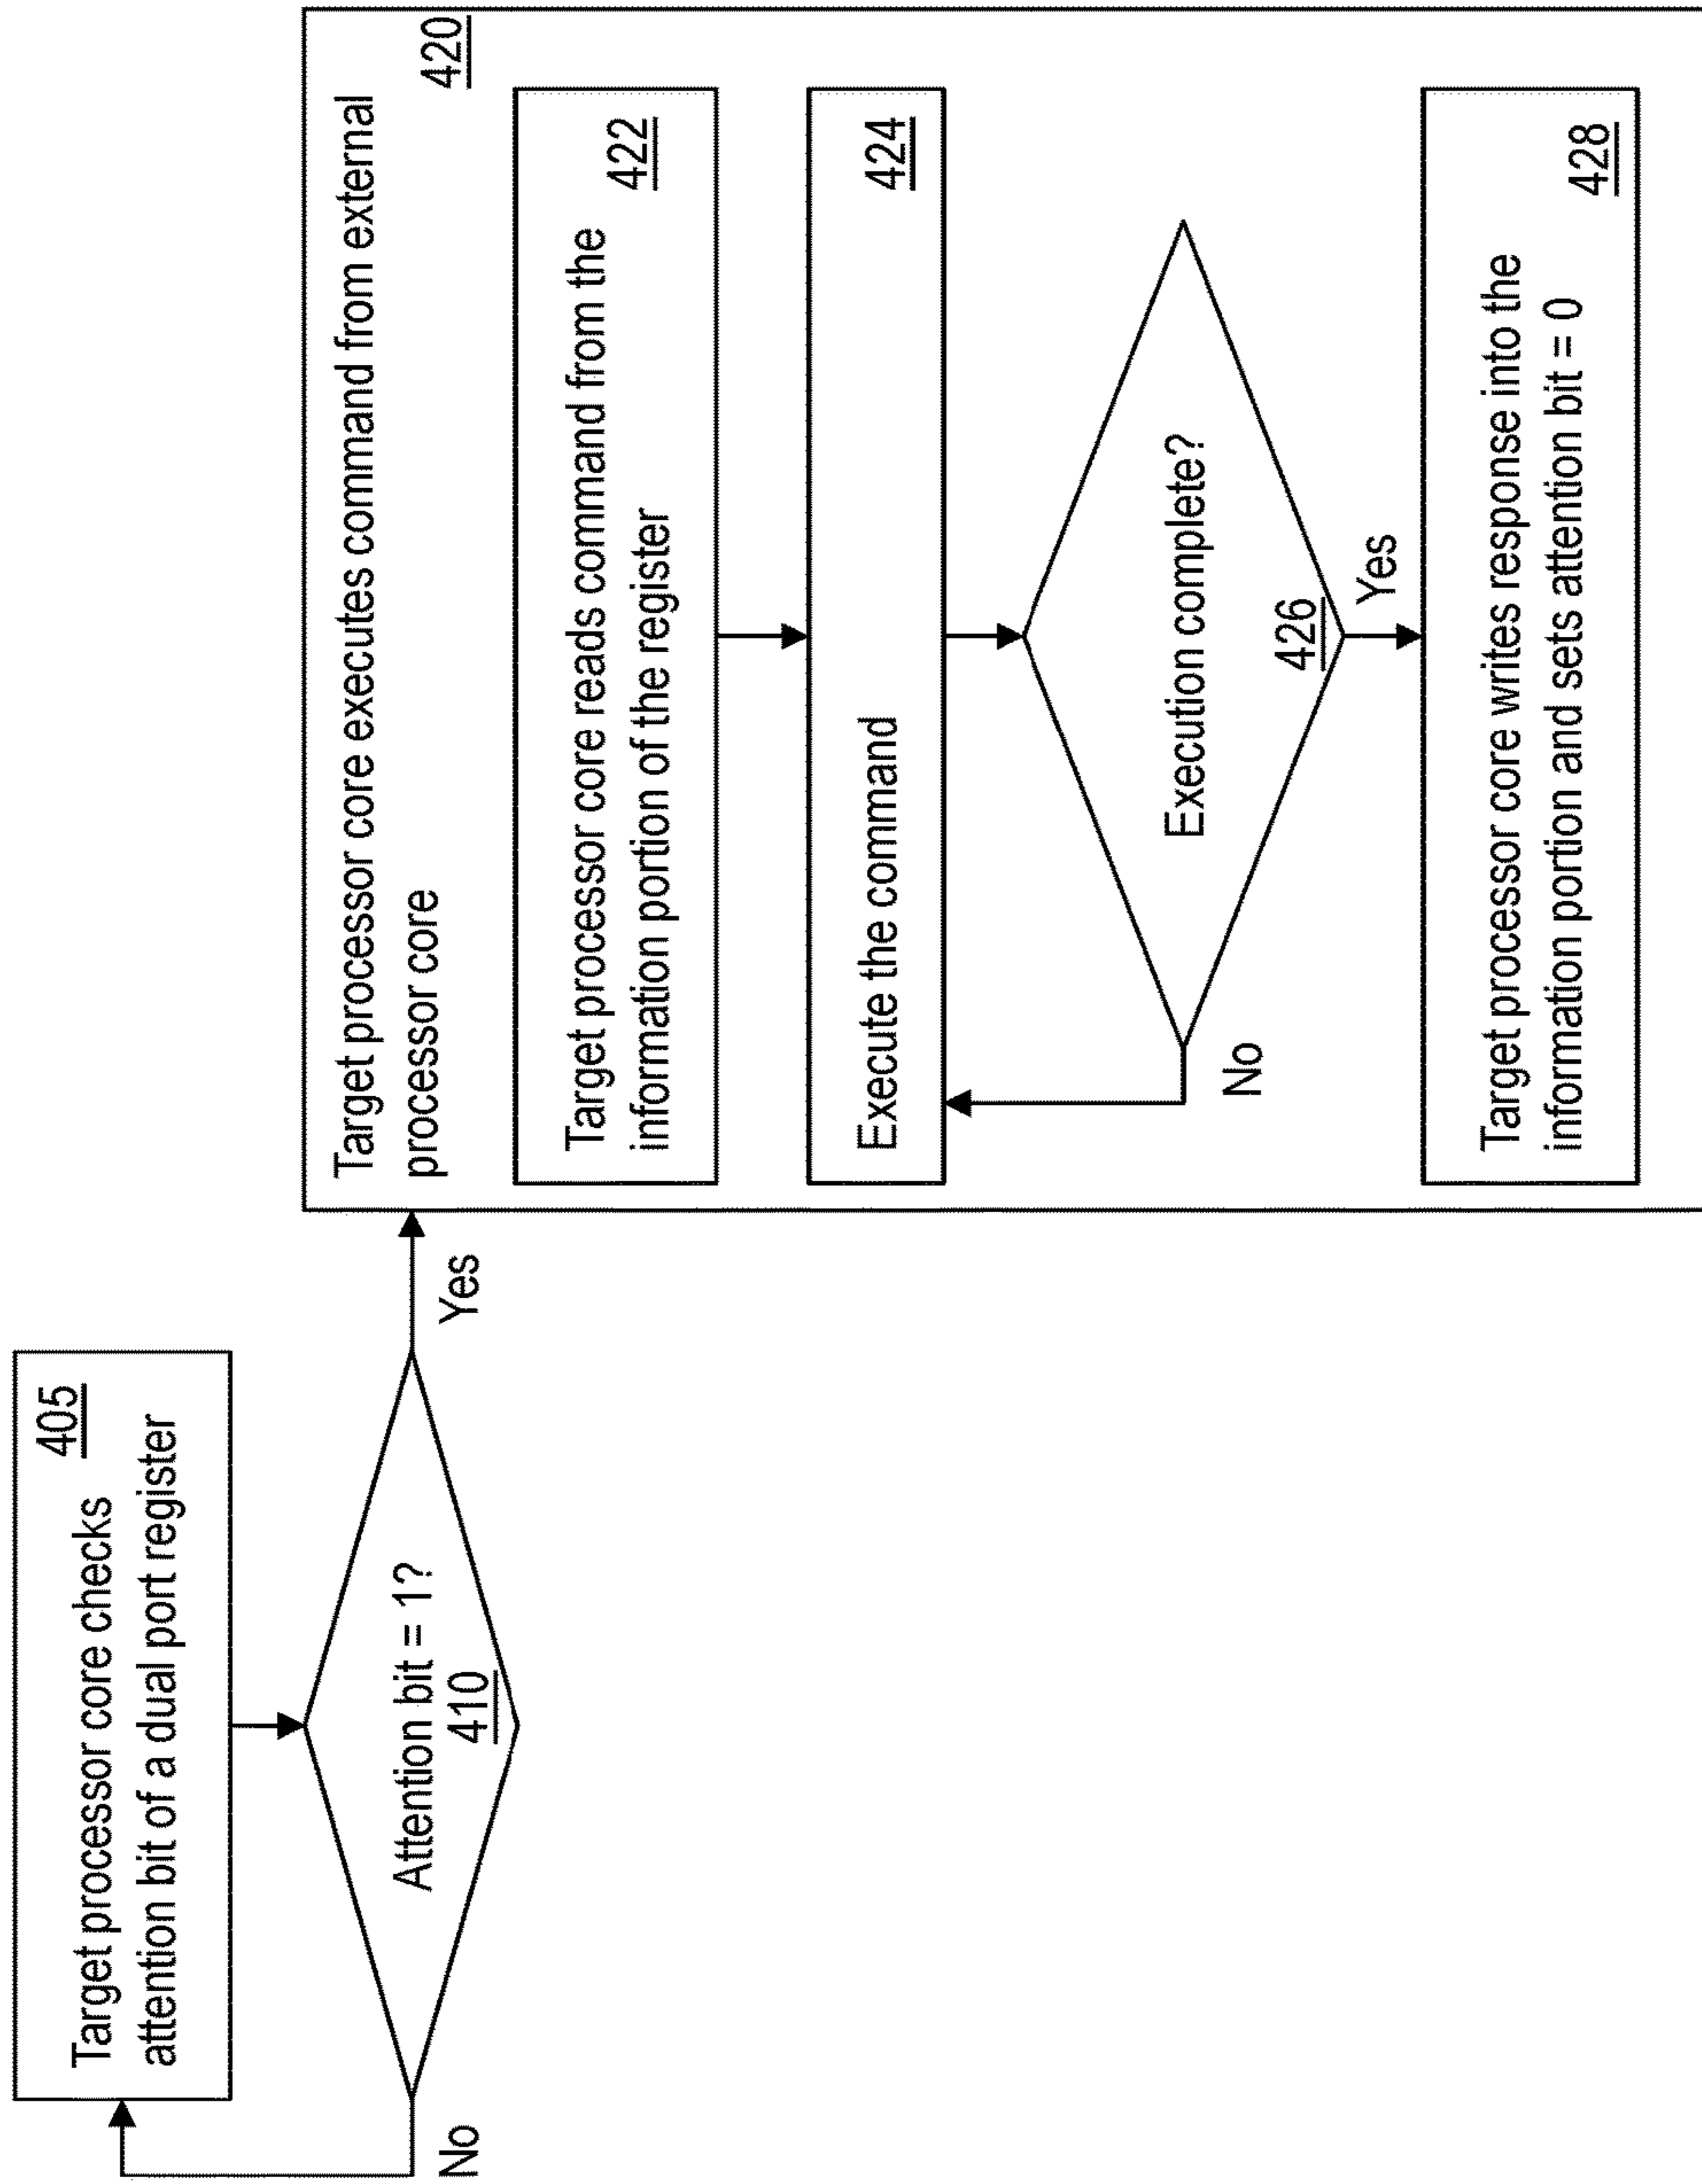 405
Target processor core checks
attention bit of a dual port register
Attention bit = 1?
410
No
Yes
Target processor core executes command from external
processor core
420
Target processor core reads command from the
information portion of the register
422
Execute the command
424
Execution complete?
426
No
Yes
Target processor core writes response into the
information portion and sets attention bit = 0
428